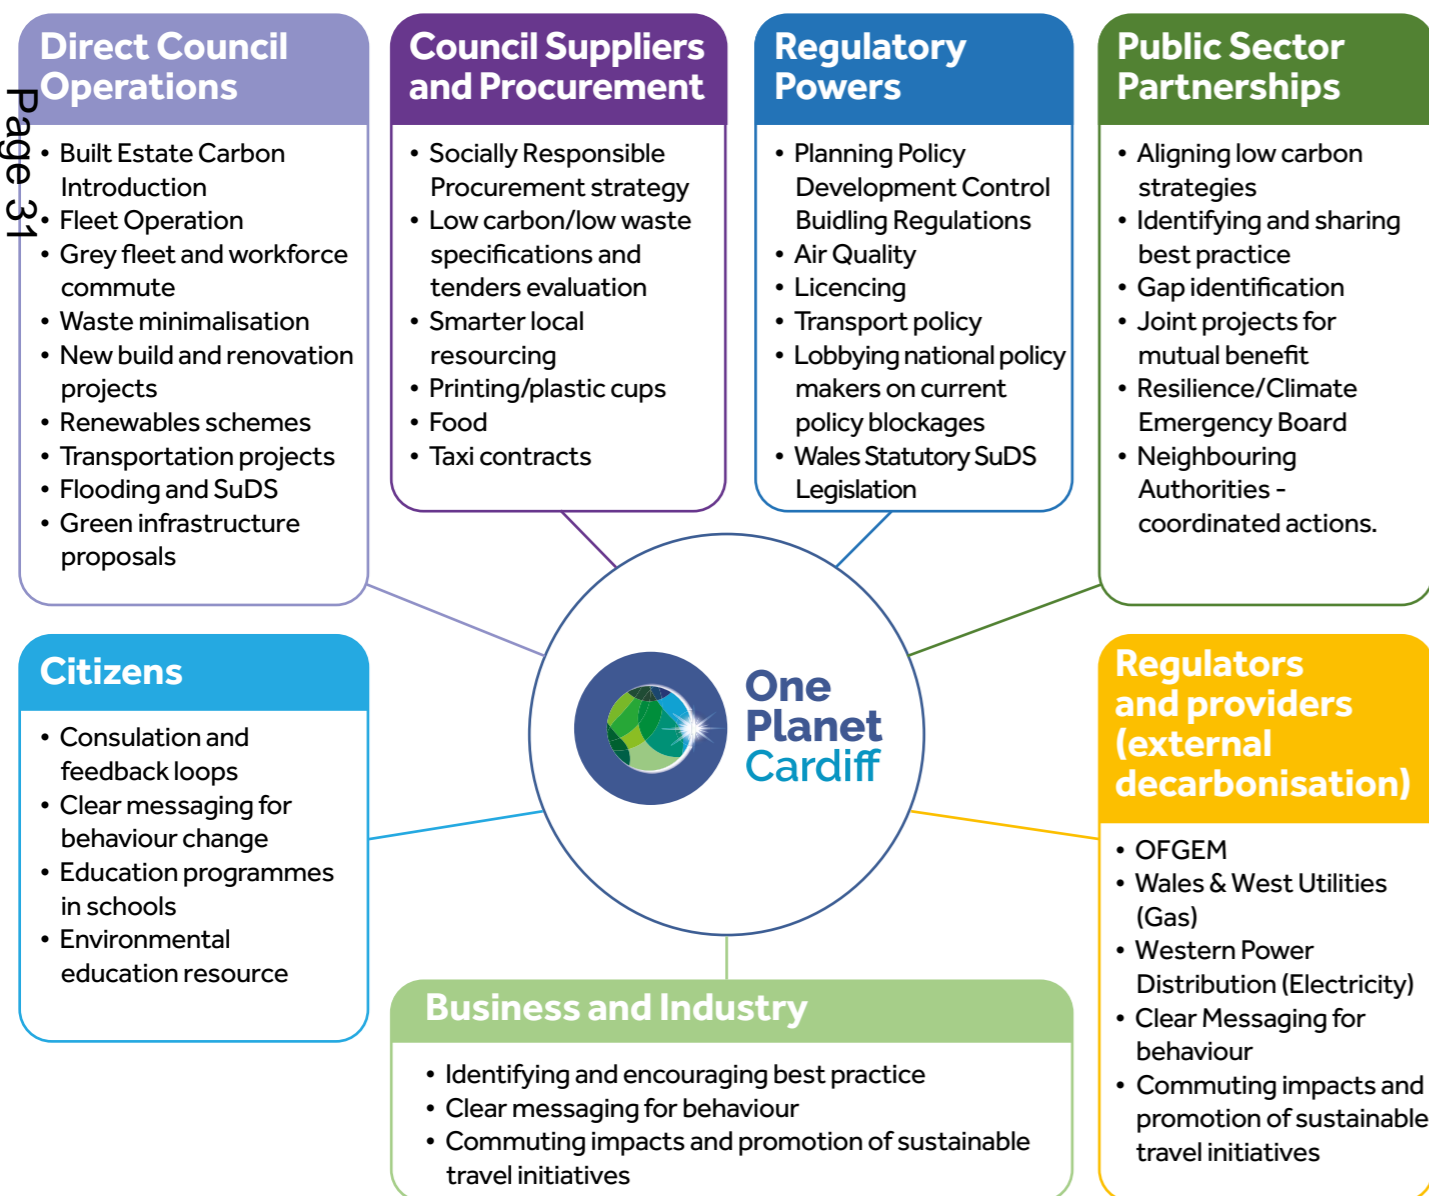 Page 31
Direct Council
Operations
• Built Estate Carbon
Introduction
• Fleet Operation
• Grey fleet and workforce
commute
• Waste minimalisation
• New build and renovation
projects
• Renewables schemes
• Transportation projects
• Flooding and SuDS
• Green infrastructure
proposals
Council Suppliers
and Procurement
• Socially Responsible
Procurement strategy
• Low carbon/low waste
specifications and
tenders evaluation
• Smarter local
resourcing
• Printing/plastic cups
• Food
• Taxi contracts
Regulatory
Powers
• Planning Policy
Development Control
Buidling Regulations
• Air Quality
• Licencing
• Transport policy
• Lobbying national policy
makers on current
policy blockages
• Wales Statutory SuDS
Legislation
Public Sector
Partnerships
• Aligning low carbon
strategies
• Identifying and sharing
best practice
• Gap identification
• Joint projects for
mutual benefit
• Resilience/Climate
Emergency Board
• Neighbouring
Authorities -
coordinated actions.
Citizens
• Consulation and
feedback loops
• Clear messaging for
behaviour change
• Education programmes
in schools
• Environmental
education resource
One
Planet
Cardiff
Regulators
and providers
(external
decarbonisation)
• OFGEM
• Wales & West Utilities
(Gas)
• Western Power
Distribution (Electricity)
• Clear Messaging for
behaviour
• Commuting impacts and
promotion of sustainable
travel initiatives
Business and Industry
• Identifying and encouraging best practice
• Clear messaging for behaviour
• Commuting impacts and promotion of sustainable
travel initiatives